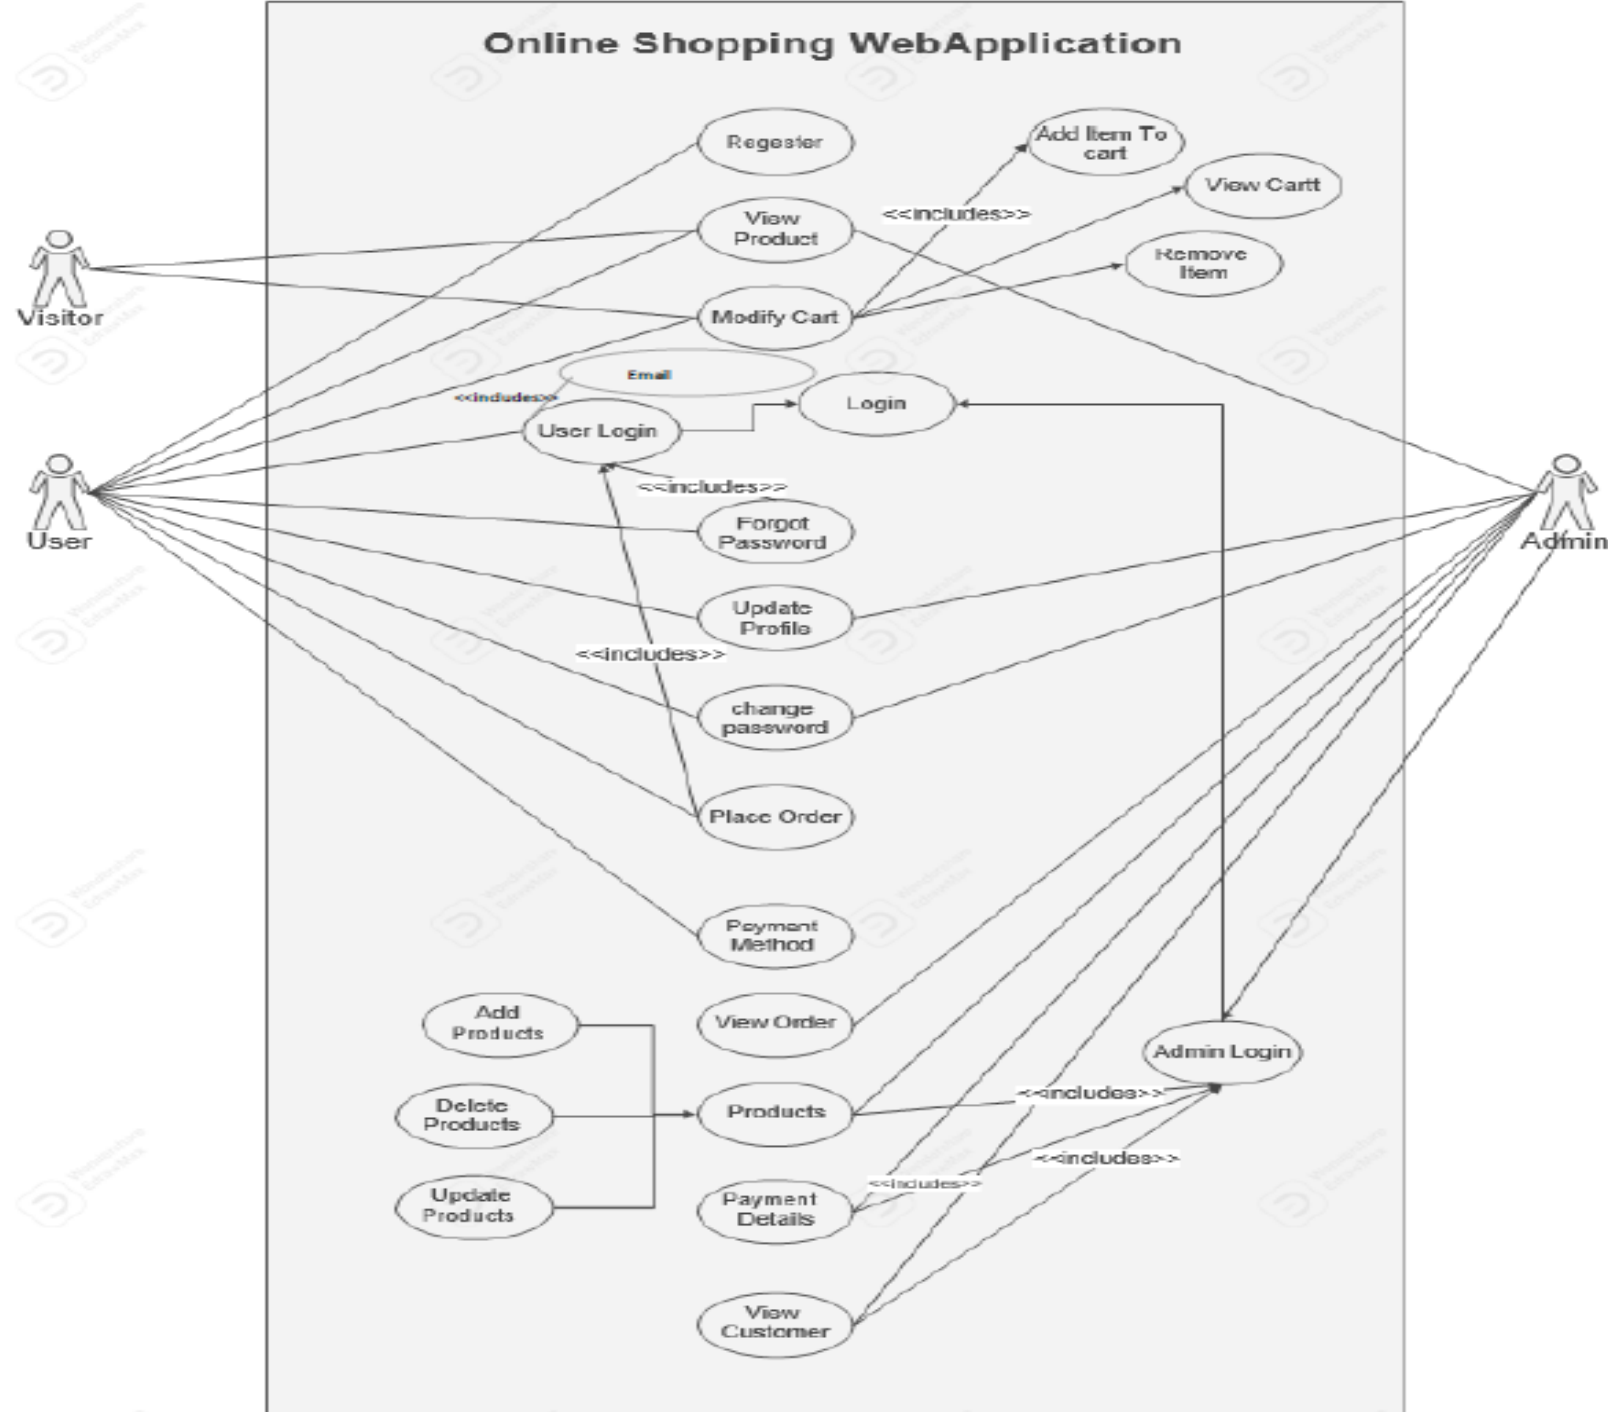 Online Shopping WebApplication
Regester
Add Item To
cart
View Cartt
<<includes>>
View
Product
Remove
Item
Visitor
Modify Cart
Email
<<includes>>
Login
User Login
<<includes>>
Forgot
Password
User
Admin
Update
Profile
<<includes>>
change
password
Place Order
Payment
Method
Add
Products
View Order
Admin Login
<<includes>>
Delete
Products
Products
<<includes>>
<<includes>>
Update
Products
Payment
Details
View
Customer
Wondershare
EdrawMax